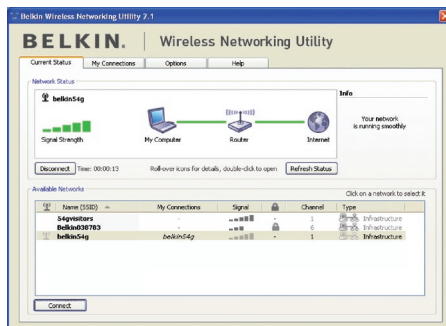 Belkin Wireless Networking Utility 2.1
BELKIN. Wireless Networking Utility
Current Status My Connections Options Help
Network Status
belkin54g
Signal Strength
My Computer Router Internet
Info
Your network
is running smoothly
Disconnect Time: 00:00:13 Roll-over icons for details, double-click to open Refresh Status
Available Networks
Click on a network to select it
Name (SSID) My Connections Signal Channel Type
54gvisitors - - 1 Infrastructure
Belkin038783 - 6 Infrastructure
belkin54g belkin54g - 1 Infrastructure
Connect